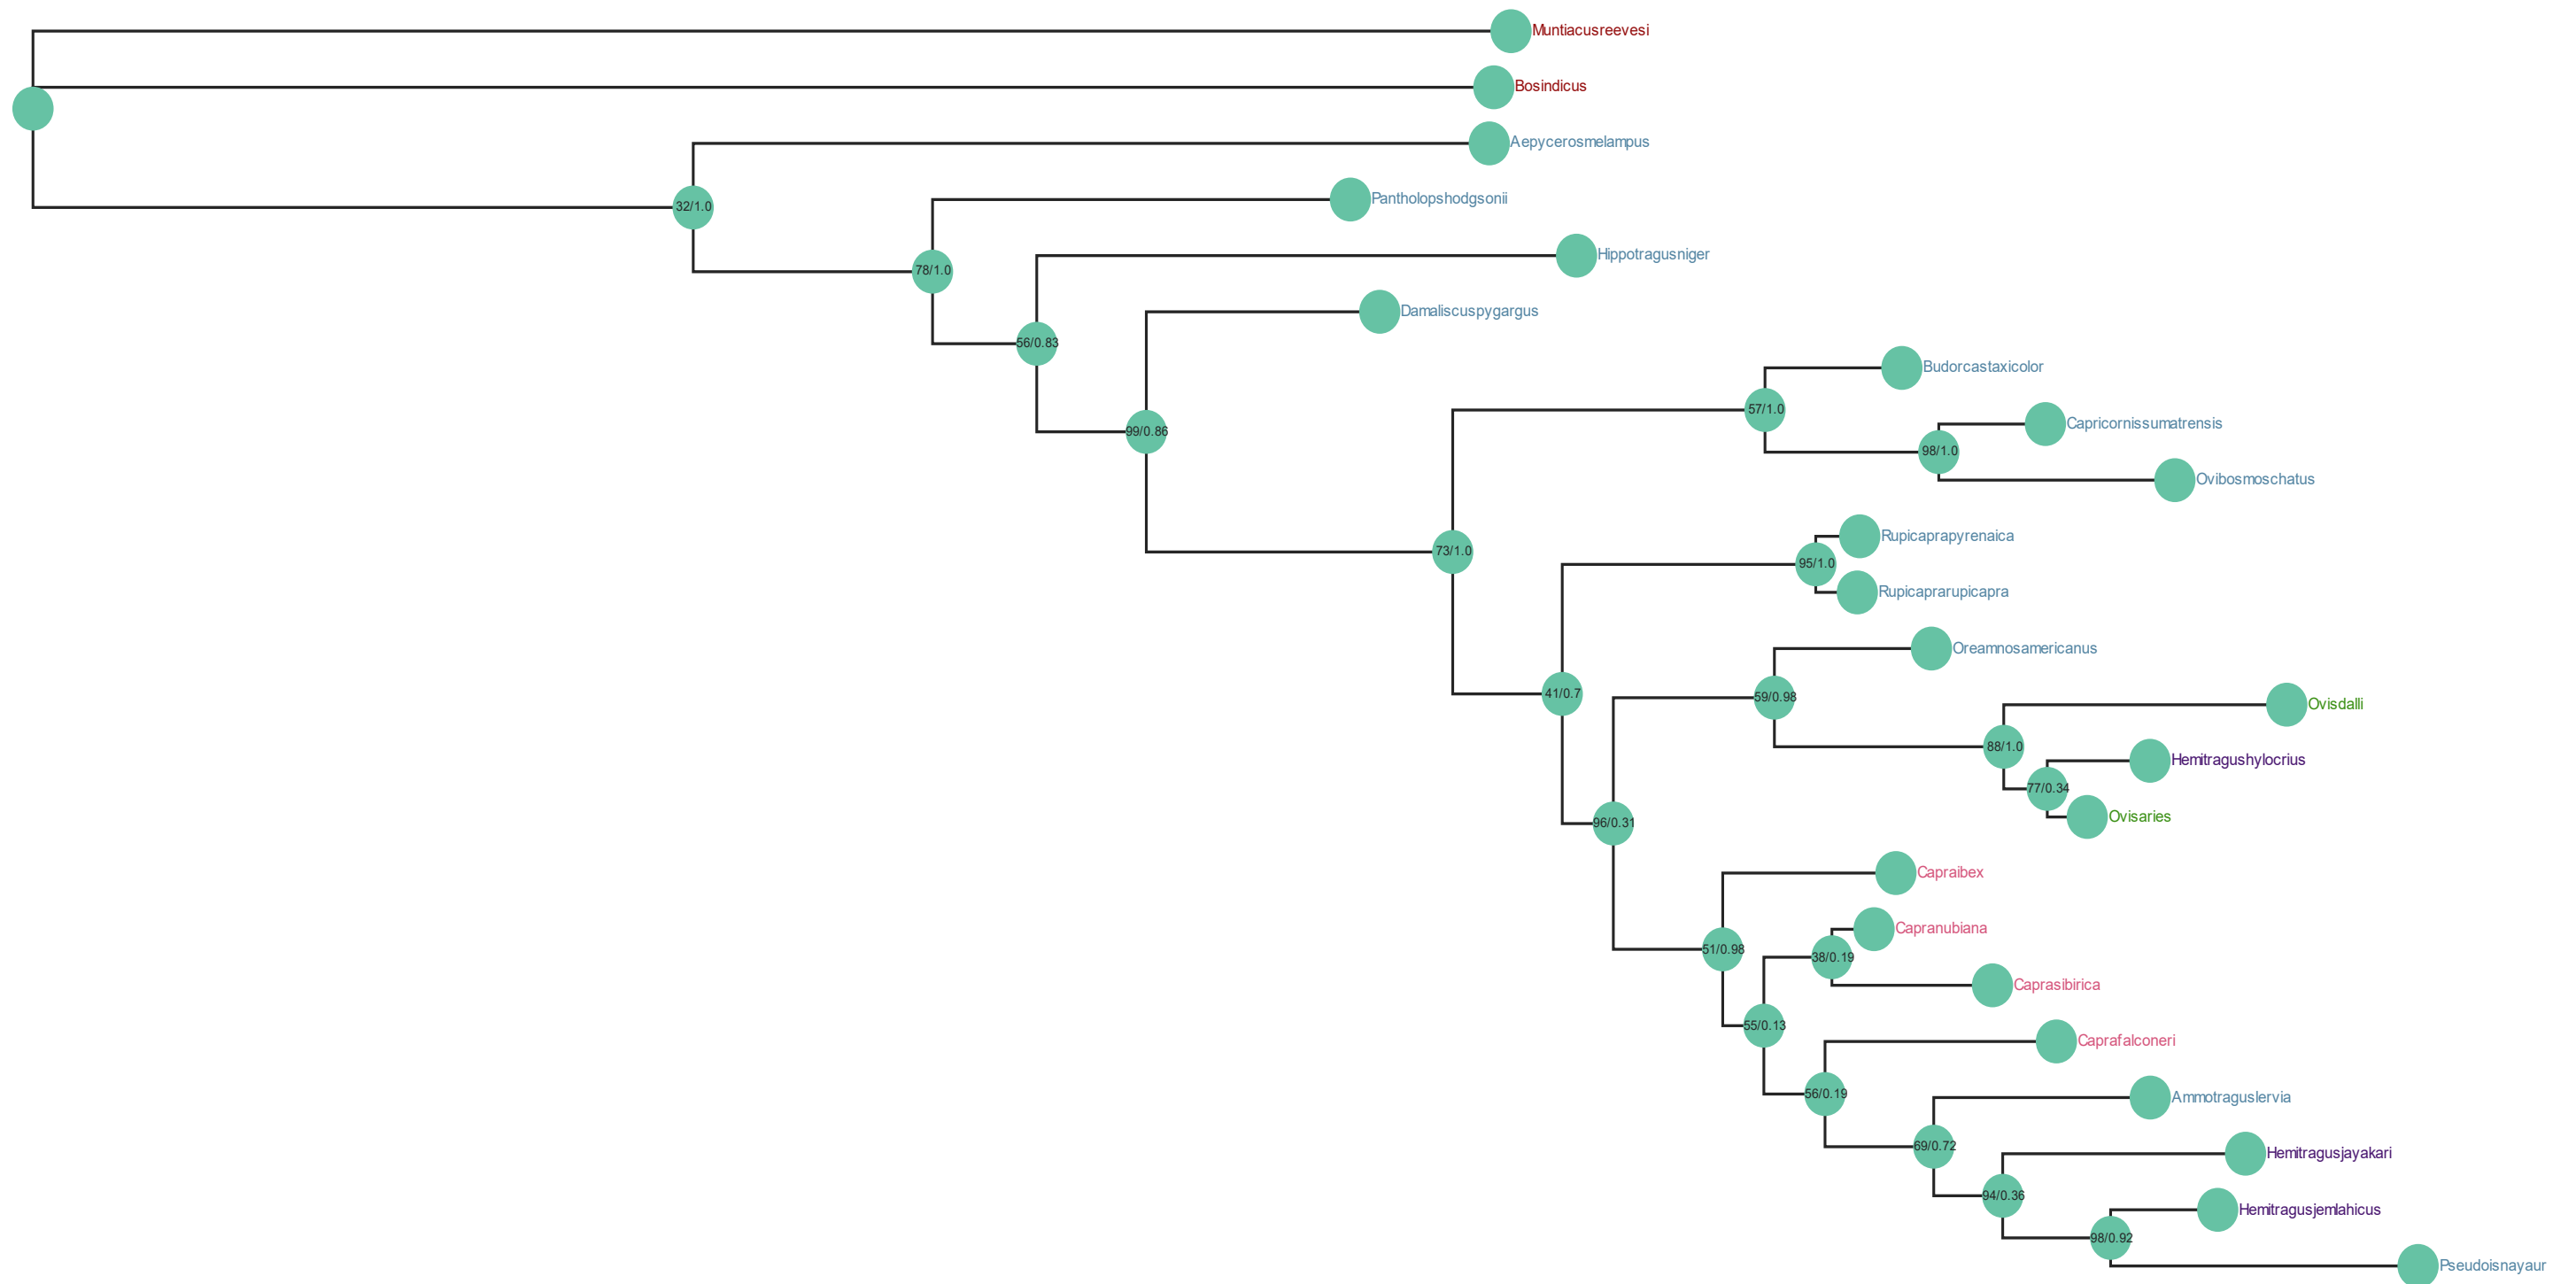 Muntiacusreevesi
Bosindicus
Aepycerosmelampus
Pantholopshodgsonii
32/1.0
Hippotragusniger
78/1.0
Damaliscuspygargus
56/0.83
Budorcastaxicolor
57/1.0
Capricornissumatrensis
99/0.86
98/1.0
Ovibosmoschatus
Rupicaprapyrenaica
73/1.0
95/1.0
Rupicaprarupicapra
Oreamnosamericanus
41/0.7
59/0.98
Ovisdalli
88/1.0
Hemitragushylocrius
77/0.34
Ovisaries
96/0.31
Capraibex
Capranubiana
51/0.98
38/0.19
Caprasibirica
55/0.13
Caprafalconeri
56/0.19
Ammotraguslervia
69/0.72
Hemitragusjayakari
94/0.36
Hemitragusjemlahicus
98/0.92
Pseudoisnayaur